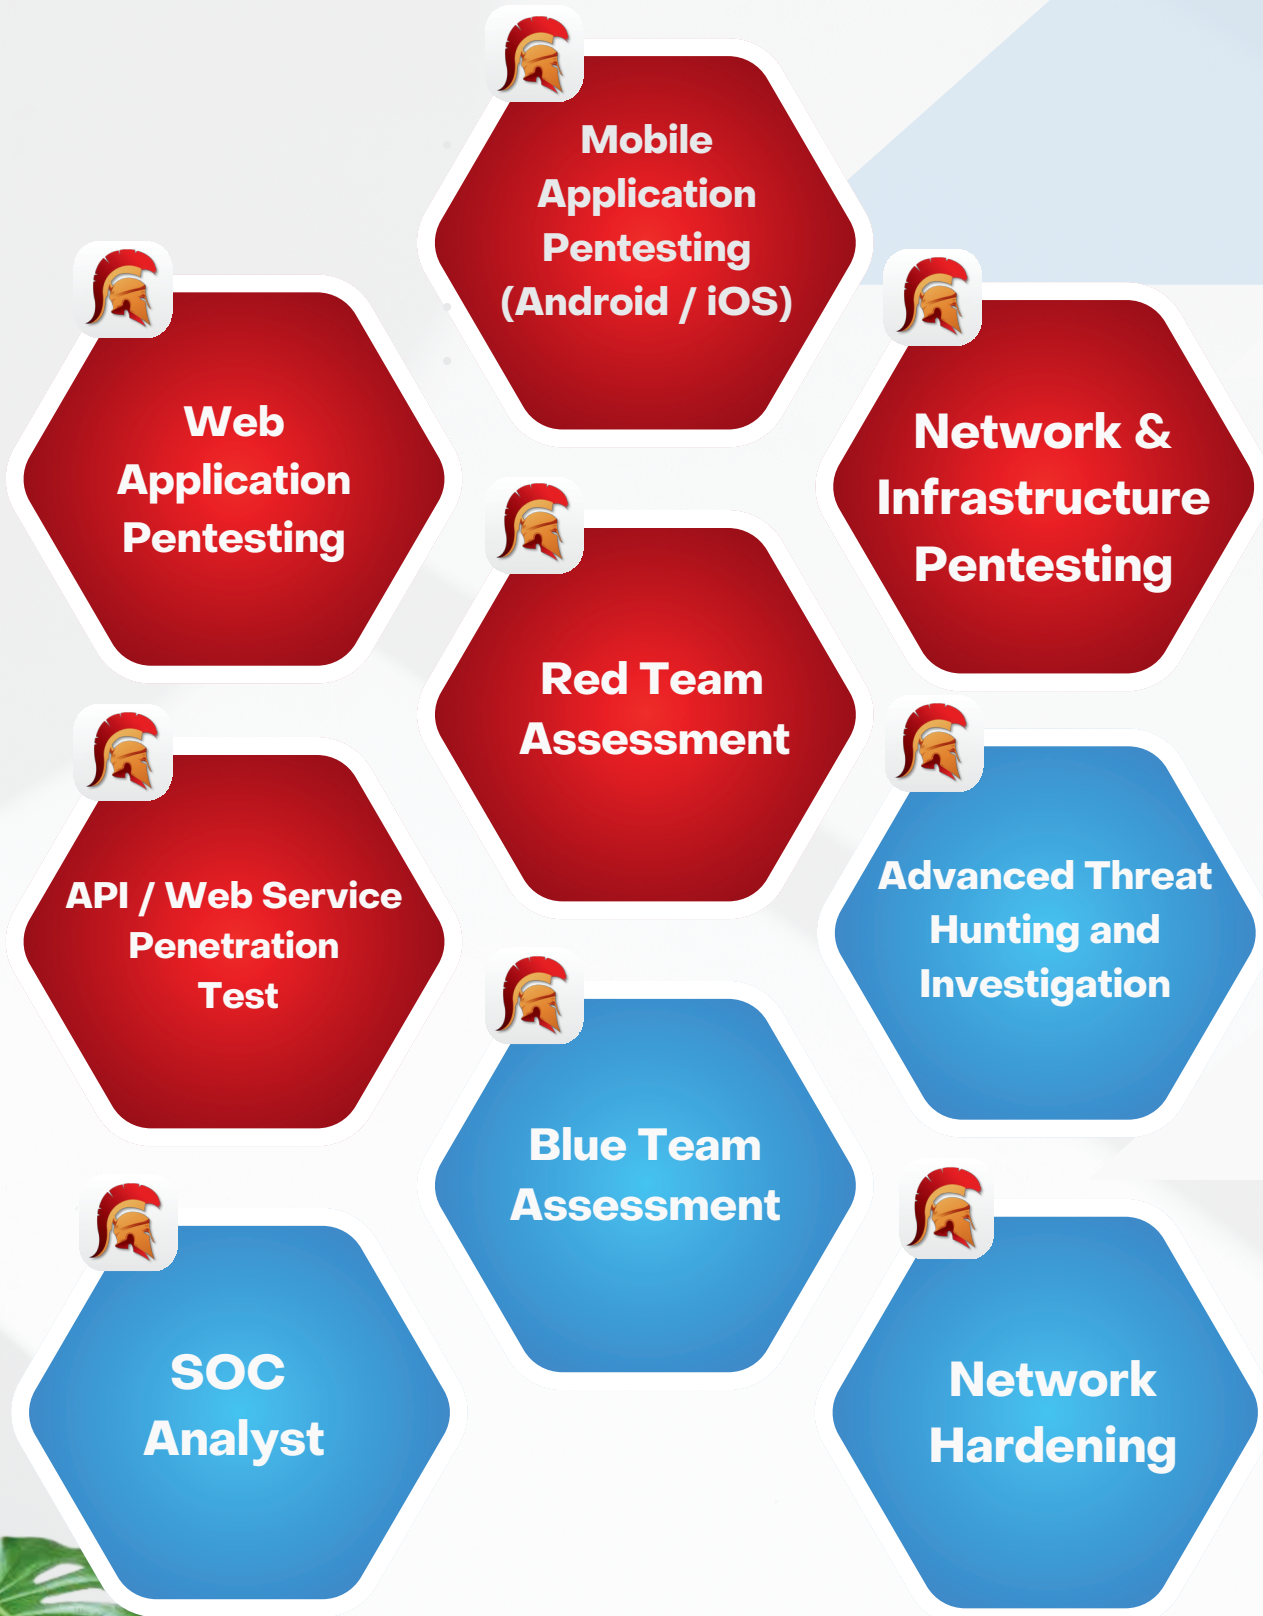 Mobile
Application
Pentesting
(Android / iOS)
Web
Application
Pentesting
Network &
Infrastructure
Pentesting
Red Team
Assessment
API / Web Service
Penetration
Test
Advanced Threat
Hunting and
Investigation
Blue Team
Assessment
SOC
Analyst
Network
Hardening